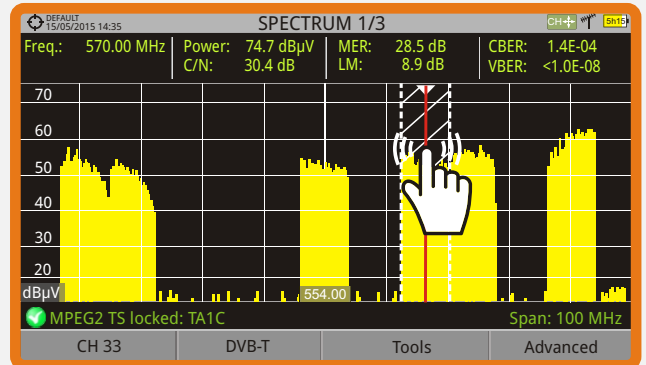 DEFAULT
15/05/2015 14:35 SPECTRUM 1/3 CH 5h15
Freq.: 570.00 MHz Power: 74.7 dBµV MER: 28.5 dB CBER: 1.4E-04
C/N: 30.4 dB LM: 8.9 dB VBER: <1.0E-08
70
60
50
40
30
20
dBµV 554.00
MPEG2 TS locked: TA1C Span: 100 MHz
CH 33 DVB-T Tools Advanced